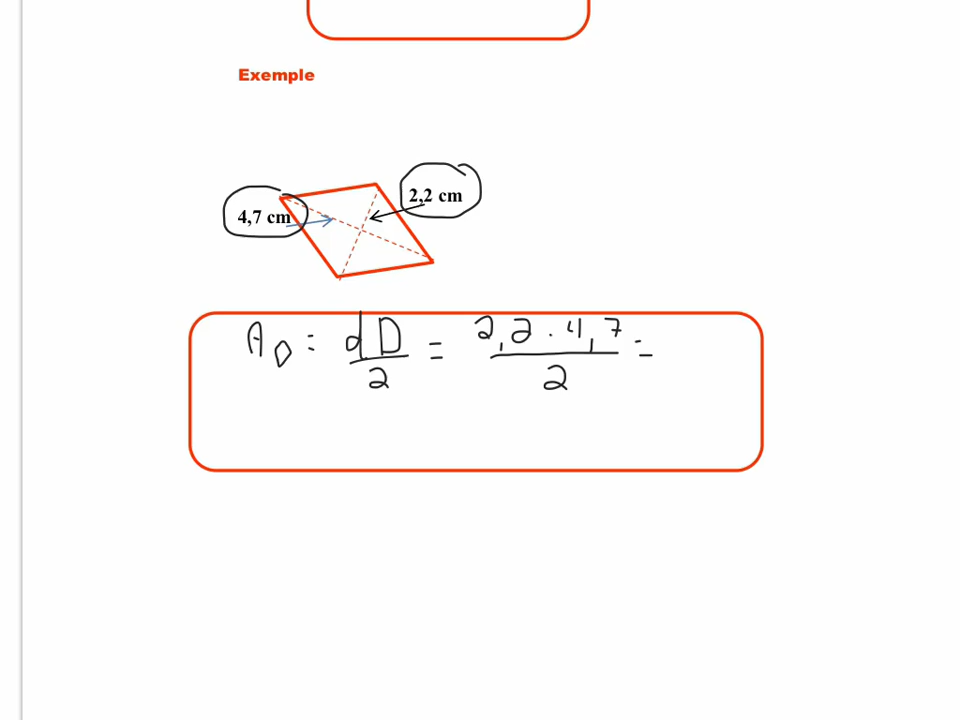 Exemple
2,2 cm
4,7 cm
A◊ = dD/2 = 2,2 · 4,7/2 =